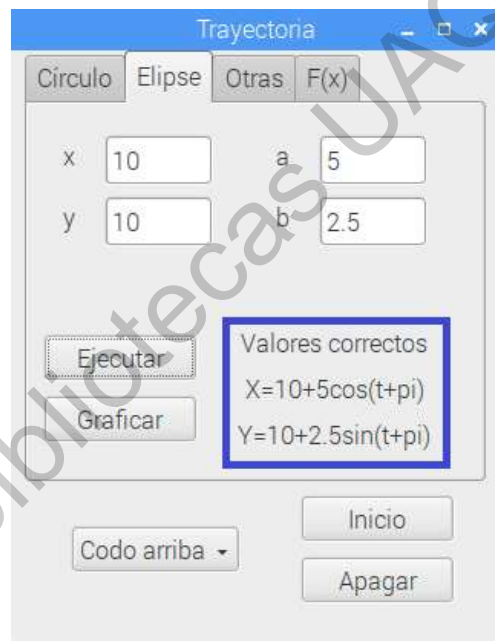 Trayectoria
Círculo Elipse Otras F(x)
x 10 a 5
y 10 b 2.5
Ejecutar
Graficar
Valores correctos
X=10+5cos(t+pi)
Y=10+2.5sin(t+pi)
Codo arriba
Inicio
Apagar